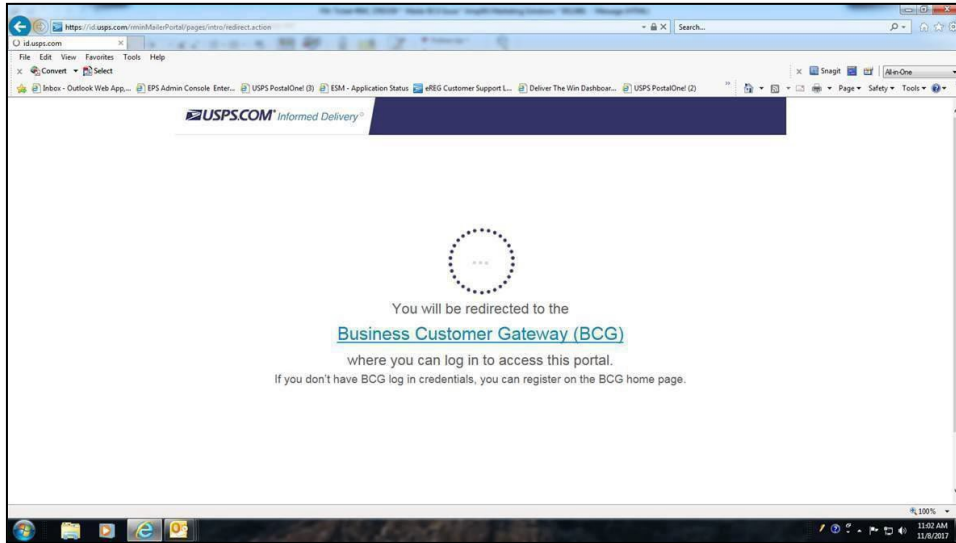 https://id.usps.com/rminMailerPortal/pages/intro/redirect.action
Search...
id.usps.com
File Edit View Favorites Tools Help
Convert Select
Snagit
All-in-One
Inbox - Outlook Web App,... EPS Admin Console Enter... USPS PostalOne! (3) ESM - Application Status eREG Customer Support L... Deliver The Win Dashboar... USPS PostalOne! (2)
Page Safety Tools
USPS.COM® Informed Delivery®
You will be redirected to the
Business Customer Gateway (BCG)
where you can log in to access this portal.
If you don't have BCG log in credentials, you can register on the BCG home page.
100%
11:02 AM
11/8/2017